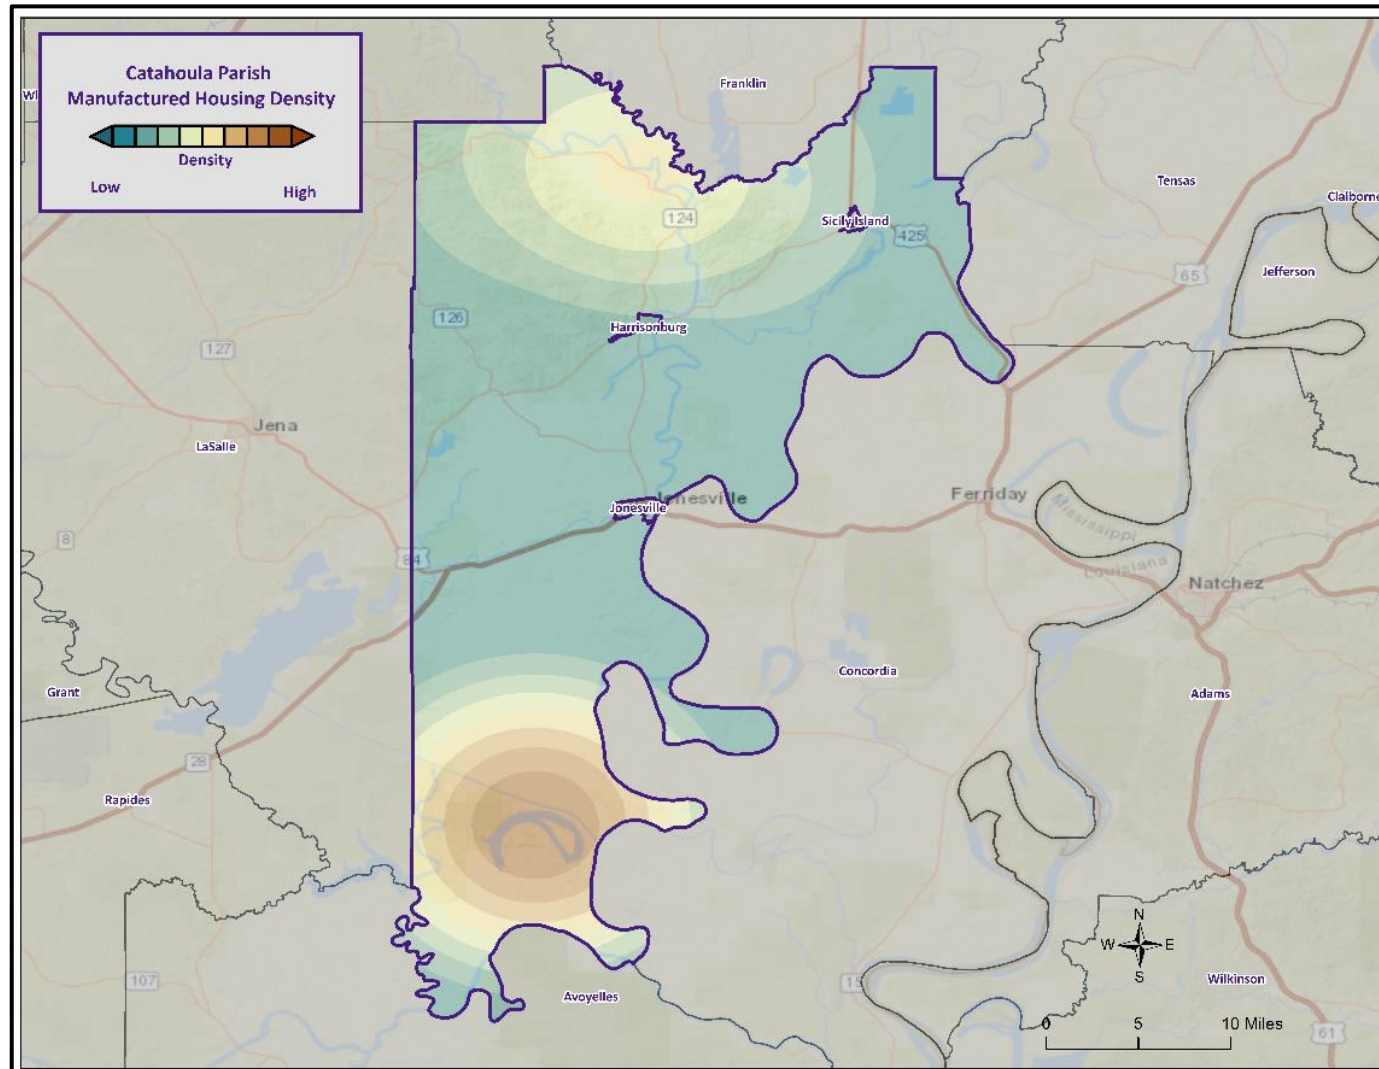 Catahoula Parish
Manufactured Housing Density
Density
Low
High
Franklin
Tensas
Claiborne
Jefferson
124
Sicily Island
425
65
126
Harrisonburg
127
Jena
LaSalle
Jonesville
Jonesville
Ferriday
Mississippi
Louisiana
8
84
Natchez
Concordia
Grant
Adams
28
Rapides
N
W
E
S
107
15
Wilkinson
Avoyelles
0
5
10 Miles
61